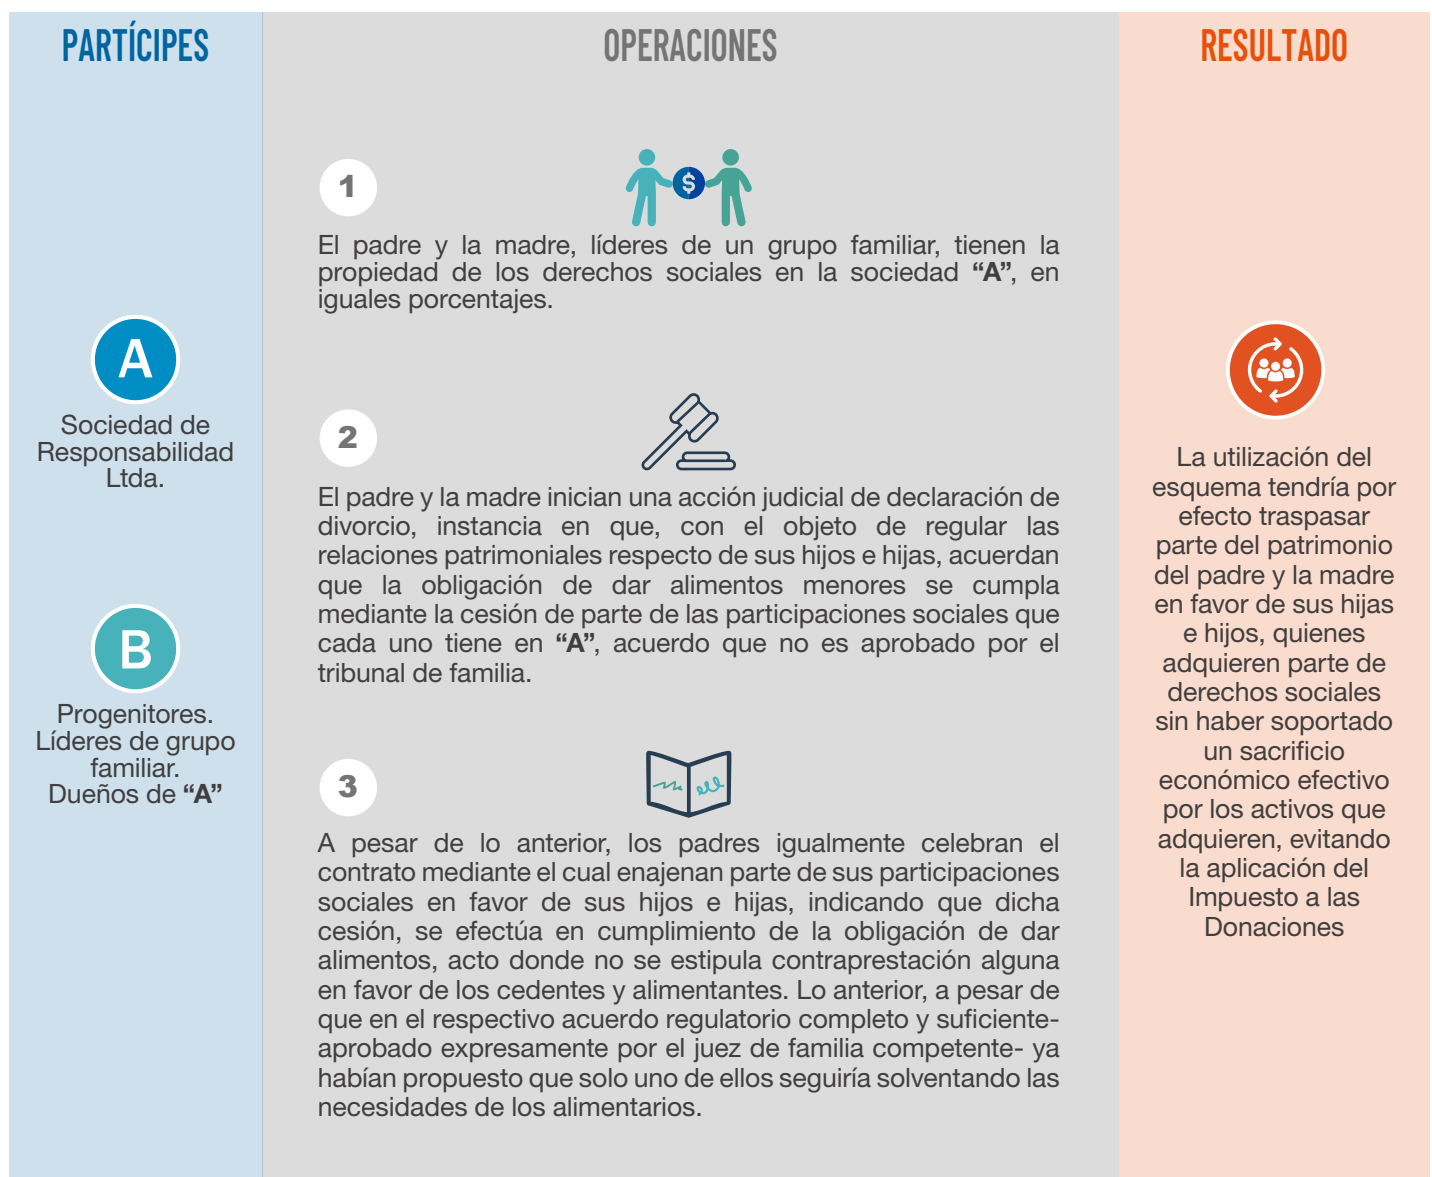 PARTÍCIPES
A
Sociedad de
Responsabilidad
Ltda.
B
Progenitores.
Líderes de grupo
familiar.
Dueños de “A”
OPERACIONES
1
$
El padre y la madre, líderes de un grupo familiar, tienen la
propiedad de los derechos sociales en la sociedad “A”, en
iguales porcentajes.
2
El padre y la madre inician una acción judicial de declaración de
divorcio, instancia en que, con el objeto de regular las
relaciones patrimoniales respecto de sus hijos e hijas, acuerdan
que la obligación de dar alimentos menores se cumpla
mediante la cesión de parte de las participaciones sociales que
cada uno tiene en “A”, acuerdo que no es aprobado por el
tribunal de familia.
3
A pesar de lo anterior, los padres igualmente celebran el
contrato mediante el cual enajenan parte de sus participaciones
sociales en favor de sus hijos e hijas, indicando que dicha
cesión, se efectúa en cumplimiento de la obligación de dar
alimentos, acto donde no se estipula contraprestación alguna
en favor de los cedentes y alimentantes. Lo anterior, a pesar de
que en el respectivo acuerdo regulatorio completo y suficiente-
aprobado expresamente por el juez de familia competente- ya
habían propuesto que solo uno de ellos seguiría solventando las
necesidades de los alimentarios.
RESULTADO
La utilización del
esquema tendría por
efecto traspasar
parte del patrimonio
del padre y la madre
en favor de sus hijas
e hijos, quienes
adquieren parte de
derechos sociales
sin haber soportado
un sacrificio
económico efectivo
por los activos que
adquieren, evitando
la aplicación del
Impuesto a las
Donaciones